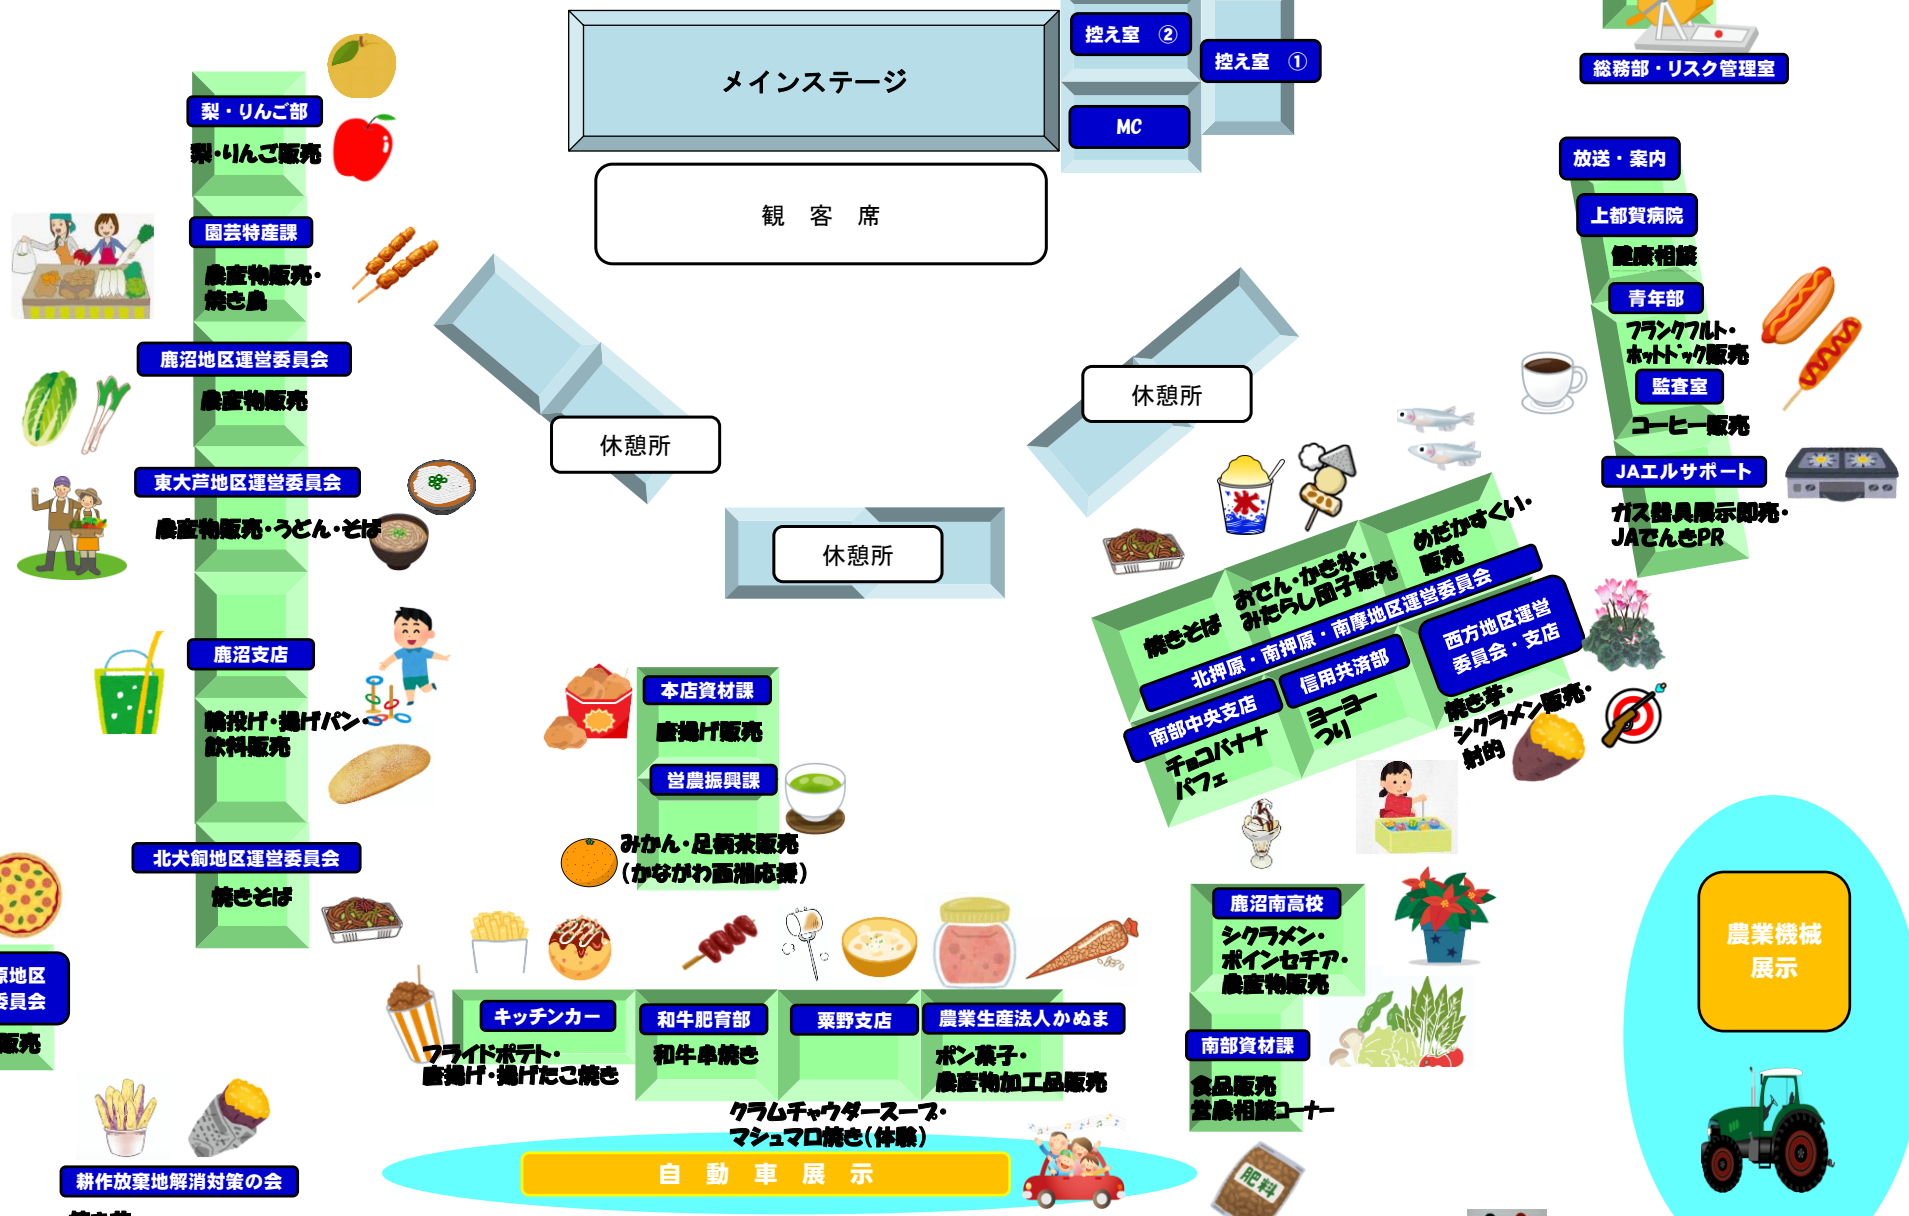 メインステージ
控え室　②
控え室　①
MC
観　客　席
総務部・リスク管理室
梨・りんご部
梨・りんご販売
園芸特産課
農産物販売・
焼き鳥
鹿沼地区運営委員会
農産物販売
東大芦地区運営委員会
農産物販売・うどん・そば
鹿沼支店
輪投げ・揚げパン・
飲料販売
北犬飼地区運営委員会
焼きそば
原地区
委員会
販売
耕作放棄地解消対策の会
休憩所
休憩所
休憩所
放送・案内
上都賀病院
健康相談
青年部
フランクフルト・
ホットドック販売
監査室
コーヒー販売
JAエルサポート
ガス器具展示即売・
JAでんきPR
氷
焼きそば
おでん・かき氷・
みたらし団子販売
めだかすくい・
販売
北押原・南押原・南摩地区運営委員会
南部中央支店
チョコバナナ
パフェ
信用共済部
ヨーヨー
つり
西方地区運営
委員会・支店
焼き芋・
シクラメン販売・
射的
本店資材課
唐揚げ販売
営農振興課
みかん・足柄茶販売
(かながわ西湘応援)
キッチンカー
フライドポテト・
唐揚げ・揚げたこ焼き
和牛肥育部
和牛串焼き
粟野支店
クラムチャウダースープ・
マシュマロ焼き(体験)
農業生産法人かぬま
ポン菓子・
農産物加工品販売
鹿沼南高校
シクラメン・
ポインセチア・
農産物販売
南部資材課
食品販売
営農相談コーナー
肥料
自　動　車　展　示
農業機械
展示